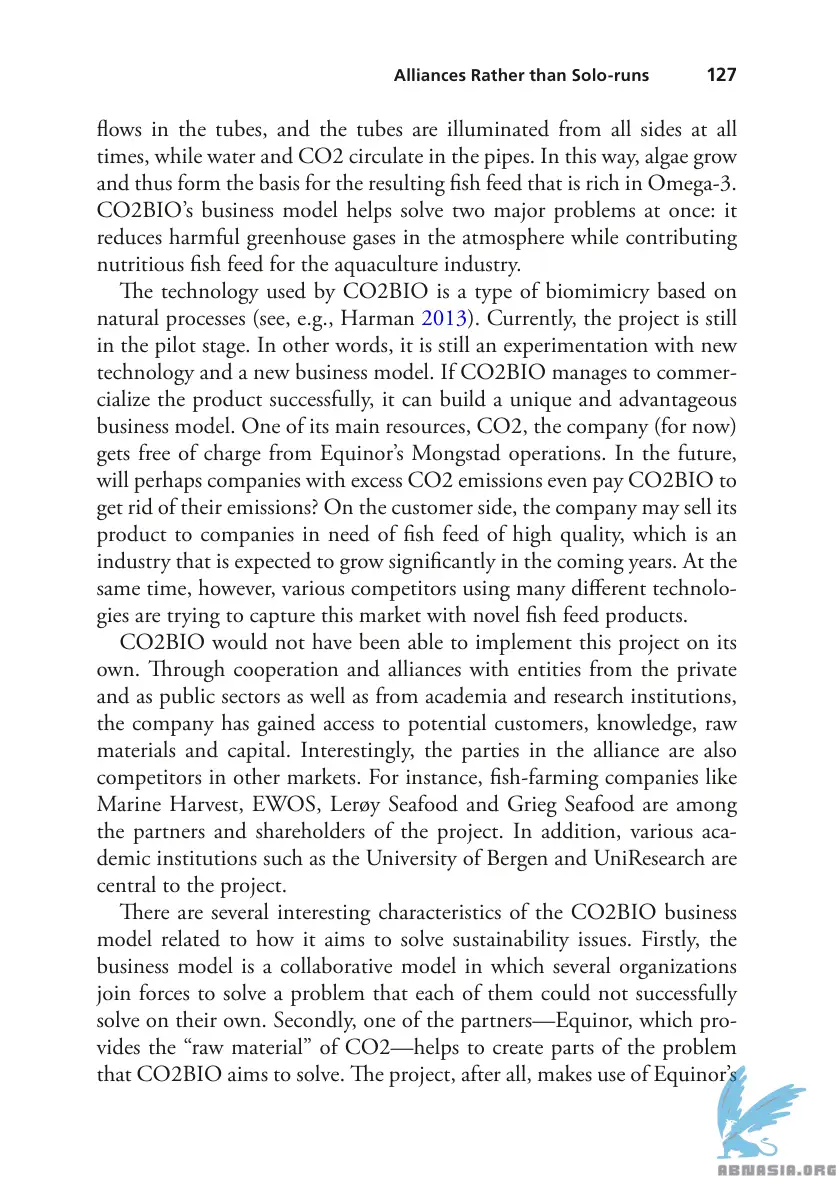 Alliances Rather than Solo-runs 127
flows in the tubes, and the tubes are illuminated from all sides at all
times, while water and CO2 circulate in the pipes. In this way, algae grow
and thus form the basis for the resulting fish feed that is rich in Omega-3.
CO2BIO’s business model helps solve two major problems at once: it
reduces harmful greenhouse gases in the atmosphere while contributing
nutritious fish feed for the aquaculture industry.
The technology used by CO2BIO is a type of biomimicry based on
natural processes (see, e.g., Harman 2013). Currently, the project is still
in the pilot stage. In other words, it is still an experimentation with new
technology and a new business model. If CO2BIO manages to commer-
cialize the product successfully, it can build a unique and advantageous
business model. One of its main resources, CO2, the company (for now)
gets free of charge from Equinor’s Mongstad operations. In the future,
will perhaps companies with excess CO2 emissions even pay CO2BIO to
get rid of their emissions? On the customer side, the company may sell its
product to companies in need of fish feed of high quality, which is an
industry that is expected to grow significantly in the coming years. At the
same time, however, various competitors using many different technolo-
gies are trying to capture this market with novel fish feed products.
CO2BIO would not have been able to implement this project on its
own. Through cooperation and alliances with entities from the private
and as public sectors as well as from academia and research institutions,
the company has gained access to potential customers, knowledge, raw
materials and capital. Interestingly, the parties in the alliance are also
competitors in other markets. For instance, fish-farming companies like
Marine Harvest, EWOS, Lerøy Seafood and Grieg Seafood are among
the partners and shareholders of the project. In addition, various aca-
demic institutions such as the University of Bergen and UniResearch are
central to the project.
There are several interesting characteristics of the CO2BIO business
model related to how it aims to solve sustainability issues. Firstly, the
business model is a collaborative model in which several organizations
join forces to solve a problem that each of them could not successfully
solve on their own. Secondly, one of the partners—Equinor, which pro-
vides the “raw material” of CO2—helps to create parts of the problem
that CO2BIO aims to solve. The project, after all, makes use of Equinor’s
ABNASIA.ORG